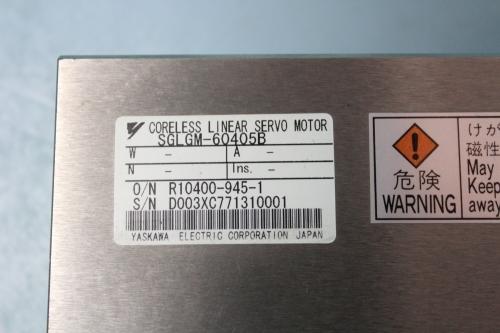 CORELESS LINEAR SERVO MOTOR
SGLGM-60405B
W - A -
N - Ins. -
O/N R10400-945-1
S/N D003XC771310001
YASKAWA ELECTRIC CORPORATION JAPAN
危険
WARNING
けが
磁性
May
Keep
away